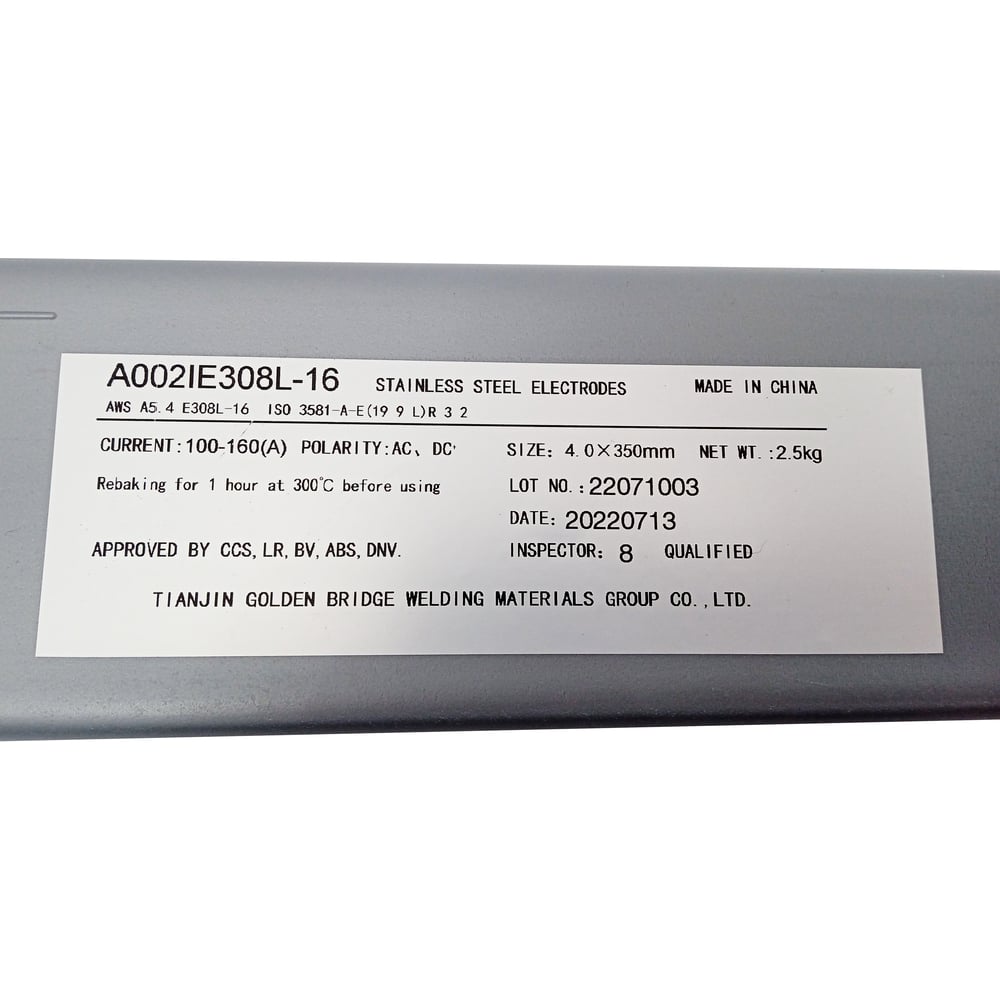 A002IE308L-16 STAINLESS STEEL ELECTRODES MADE IN CHINA
AWS A5.4 E308L-16 ISO 3581-A-E(19 9 L)R 3 2
CURRENT:100-160(A) POLARITY:AC、DC⁺ SIZE: 4.0×350mm NET WT.:2.5kg
Rebaking for 1 hour at 300℃ before using LOT NO.:22071003
DATE: 20220713
APPROVED BY CCS,LR,BV,ABS,DNV. INSPECTOR: 8 QUALIFIED
TIANJIN GOLDEN BRIDGE WELDING MATERIALS GROUP CO.,LTD.